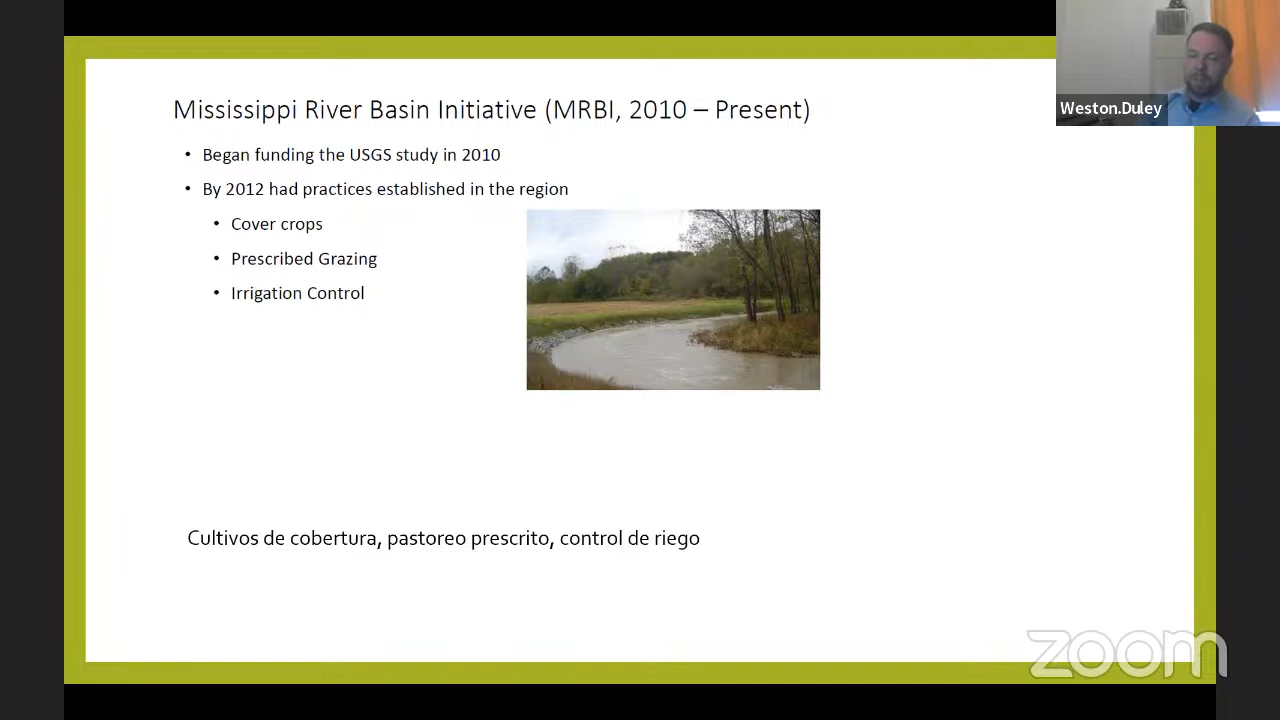 Mississippi River Basin Initiative (MRBI, 2010 – Present)
Weston.Duley
• Began funding the USGS study in 2010
• By 2012 had practices established in the region
• Cover crops
• Prescribed Grazing
• Irrigation Control
Cultivos de cobertura, pastoreo prescrito, control de riego
zoom